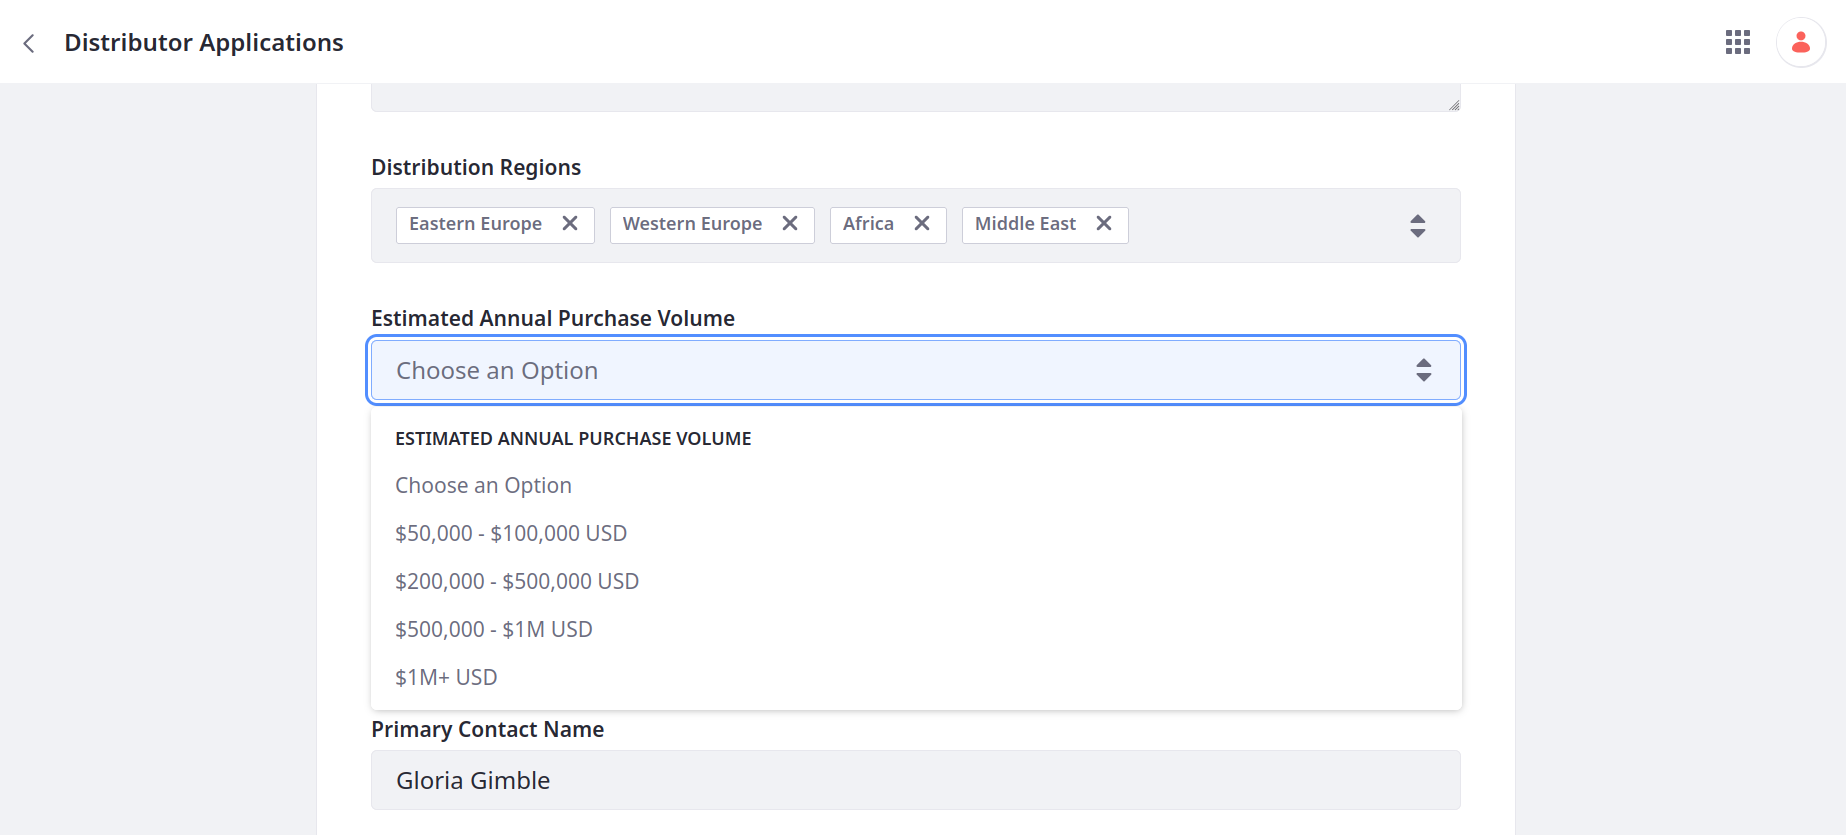 Distributor Applications
Distribution Regions
Eastern Europe Western Europe Africa Middle East
Estimated Annual Purchase Volume
Choose an Option
ESTIMATED ANNUAL PURCHASE VOLUME
Choose an Option
$50,000 - $100,000 USD
$200,000 - $500,000 USD
$500,000 - $1M USD
$1M+ USD
Primary Contact Name
Gloria Gimble